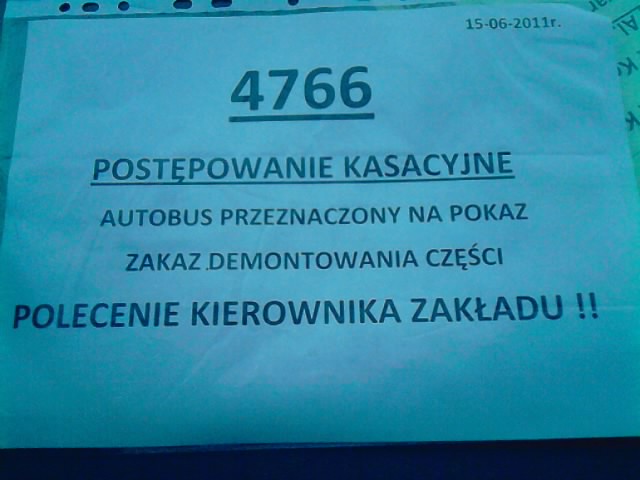 15-06-2011r.
4766
POSTĘPOWANIE KASACYJNE
AUTOBUS PRZEZNACZONY NA POKAZ
ZAKAZ DEMONTOWANIA CZĘŚCI
POLECENIE KIEROWNIKA ZAKŁADU !!